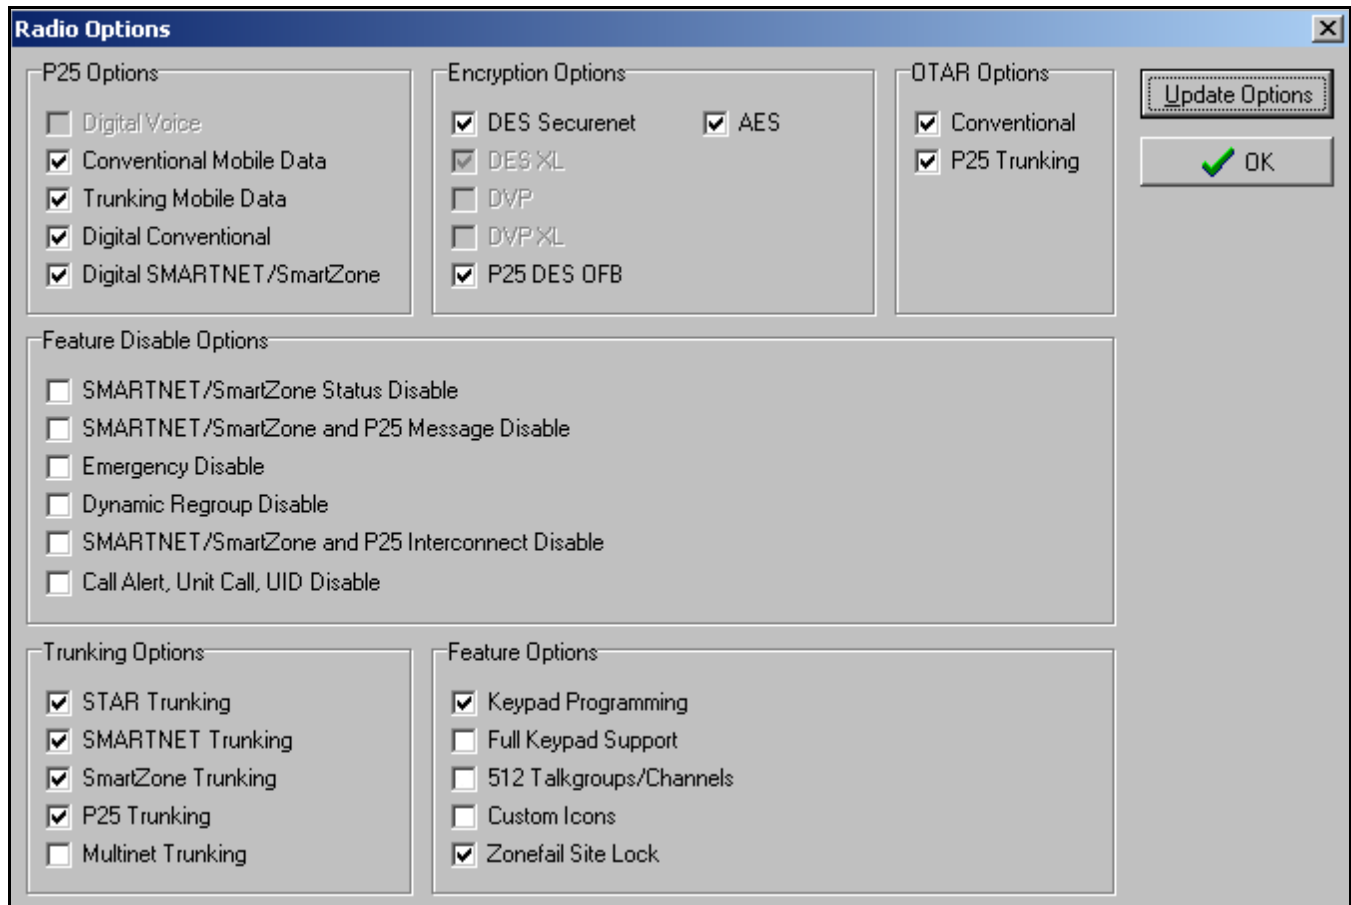 Radio Options
P25 Options
Digital Voice
Conventional Mobile Data
Trunking Mobile Data
Digital Conventional
Digital SMARTNET/SmartZone
Encryption Options
DES Securenet
AES
DES XL
DVP
DVP XL
P25 DES OFB
OTAR Options
Conventional
P25 Trunking
Update Options
OK
Feature Disable Options
SMARTNET/SmartZone Status Disable
SMARTNET/SmartZone and P25 Message Disable
Emergency Disable
Dynamic Regroup Disable
SMARTNET/SmartZone and P25 Interconnect Disable
Call Alert, Unit Call, UID Disable
Trunking Options
STAR Trunking
SMARTNET Trunking
SmartZone Trunking
P25 Trunking
Multinet Trunking
Feature Options
Keypad Programming
Full Keypad Support
512 Talkgroups/Channels
Custom Icons
Zonefail Site Lock